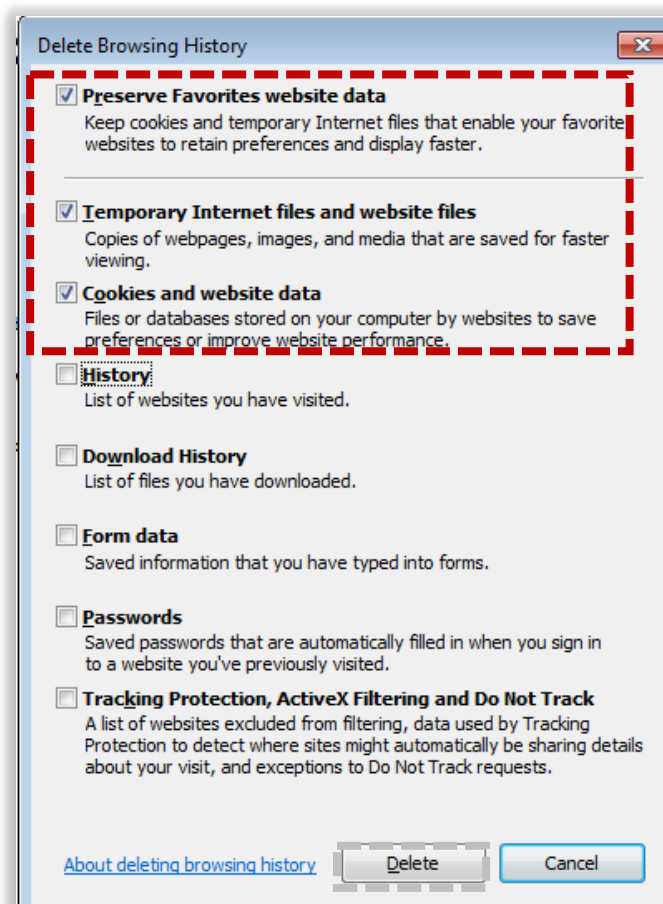 Delete Browsing History
Preserve Favorites website data
Keep cookies and temporary Internet files that enable your favorite
websites to retain preferences and display faster.
Temporary Internet files and website files
Copies of webpages, images, and media that are saved for faster
viewing.
Cookies and website data
Files or databases stored on your computer by websites to save
preferences or improve website performance.
History
List of websites you have visited.
Download History
List of files you have downloaded.
Form data
Saved information that you have typed into forms.
Passwords
Saved passwords that are automatically filled in when you sign in
to a website you've previously visited.
Tracking Protection, ActiveX Filtering and Do Not Track
A list of websites excluded from filtering, data used by Tracking
Protection to detect where sites might automatically be sharing details
about your visit, and exceptions to Do Not Track requests.
About deleting browsing history Delete Cancel